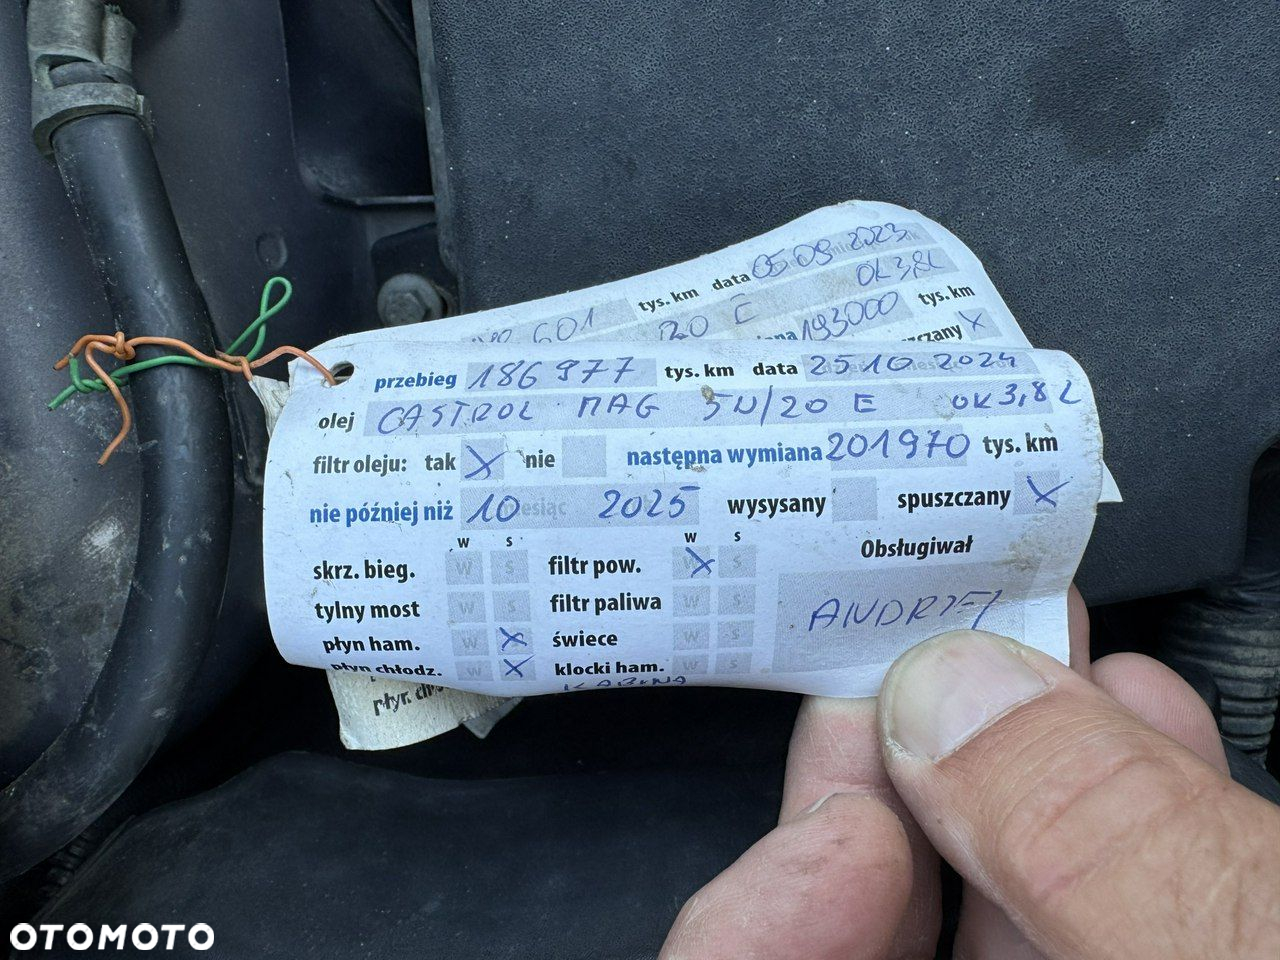 data 05 09 2023
601 tys. km
20 E OK 3,8L
193000 tys. km
przebieg 186 977 tys. km data 25 10 2024
olej CASTROL MAG 5W/20 E OK 3,8 L
filtr oleju: tak X nie następna wymiana 201970 tys. km
nie później niż 10 2025 wysysany spuszczany X
W S W S
skrz. bieg. W S filtr pow. X S Obsługiwał
tylny most W S filtr paliwa W S ANDRZEJ
płyn ham. W X świece W S
płyn chłodz. W X klocki ham. W S
KABINA
OTOMOTO